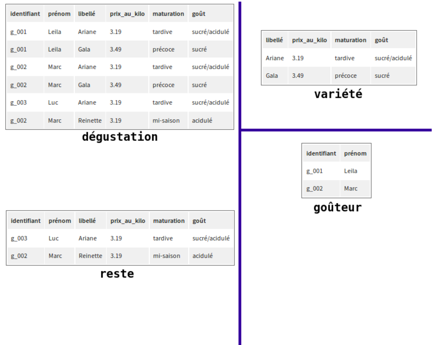 identifiant prénom libellé prix_au_kilo maturation goût
g_001 Leila Ariane 3.19 tardive sucré/acidulé
g_001 Leila Gala 3.49 précoce sucré
g_002 Marc Ariane 3.19 tardive sucré/acidulé
g_002 Marc Gala 3.49 précoce sucré
g_003 Luc Ariane 3.19 tardive sucré/acidulé
g_002 Marc Reinette 3.19 mi-saison acidulé
dégustation
libellé prix_au_kilo maturation goût
Ariane 3.19 tardive sucré/acidulé
Gala 3.49 précoce sucré
variété
identifiant prénom
g_001 Leila
g_002 Marc
goûteur
identifiant prénom libellé prix_au_kilo maturation goût
g_003 Luc Ariane 3.19 tardive sucré/acidulé
g_002 Marc Reinette 3.19 mi-saison acidulé
reste